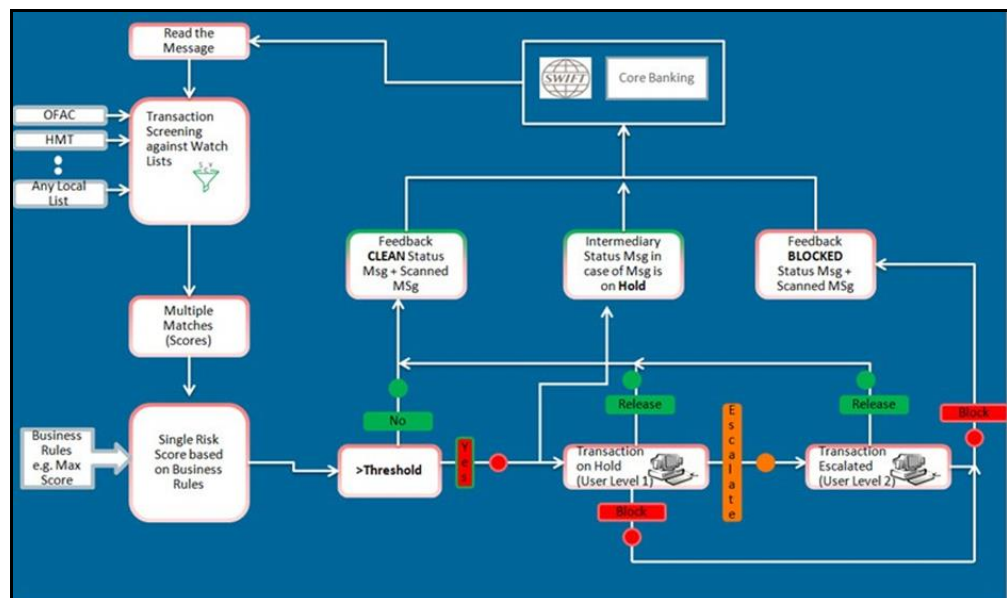 Read the
Message
SWIFT
Core Banking
OFAC
HMT
Any Local
List
Transaction
Screening
against Watch
Lists
Feedback
CLEAN Status
Msg + Scanned
MSg
Intermediary
Status Msg in
case of Msg is
on Hold
Feedback
BLOCKED
Status Msg +
Scanned MSg
Multiple
Matches
(Scores)
Business
Rules
e.g. Max
Score
Single Risk
Score based
on Business
Rules
No
>Threshold
Yes
Release
Transaction
on Hold
(User Level 1)
Block
Escalate
Release
Transaction
Escalated
(User Level 2)
Block